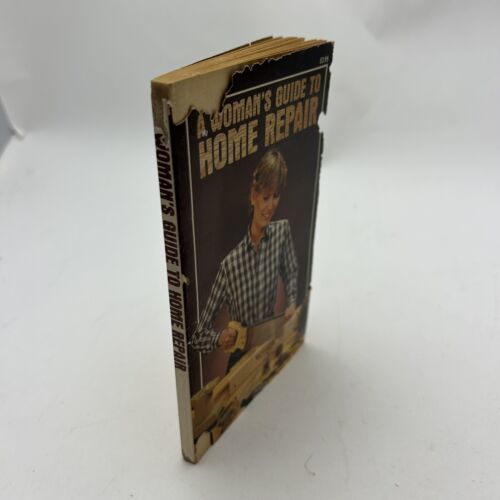 A WOMAN'S GUIDE TO
HOME REPAIR
WOMAN'S GUIDE TO HOME REPAIR